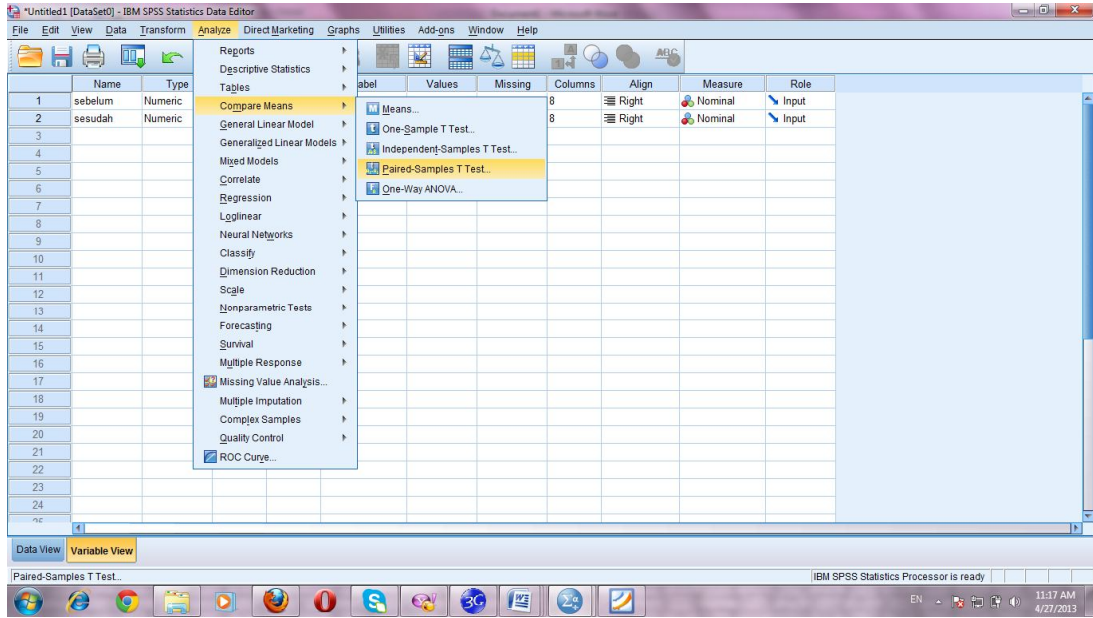 *Untitled1 [DataSet0] - IBM SPSS Statistics Data Editor
File Edit View Data Transform Analyze Direct Marketing Graphs Utilities Add-ons Window Help
Name Type abel Values Missing Columns Align Measure Role
1 sebelum Numeric 8 Right Nominal Input
2 sesudah Numeric 8 Right Nominal Input
3
4
5
6
7
8
9
10
11
12
13
14
15
16
17
18
19
20
21
22
23
24
25
Reports
Descriptive Statistics
Tables
Compare Means
General Linear Model
Generalized Linear Models
Mixed Models
Correlate
Regression
Loglinear
Neural Networks
Classify
Dimension Reduction
Scale
Nonparametric Tests
Forecasting
Survival
Multiple Response
Missing Value Analysis...
Multiple Imputation
Complex Samples
Quality Control
ROC Curve...
Means...
One-Sample T Test...
Independent-Samples T Test...
Paired-Samples T Test...
One-Way ANOVA...
Data View Variable View
Paired-Samples T Test... IBM SPSS Statistics Processor is ready
EN 11:17 AM
4/27/2013